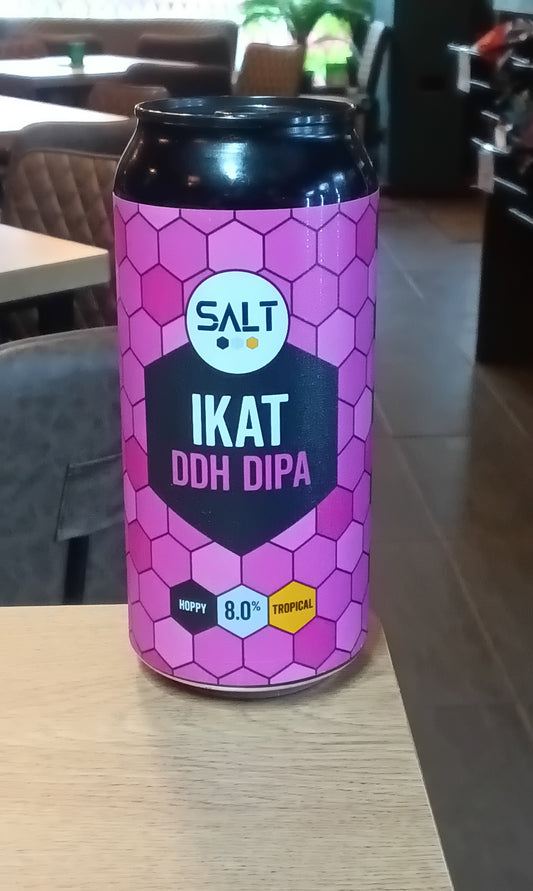 SALT
IKAT
DDH DIPA
HOPPY 8.0% TROPICAL